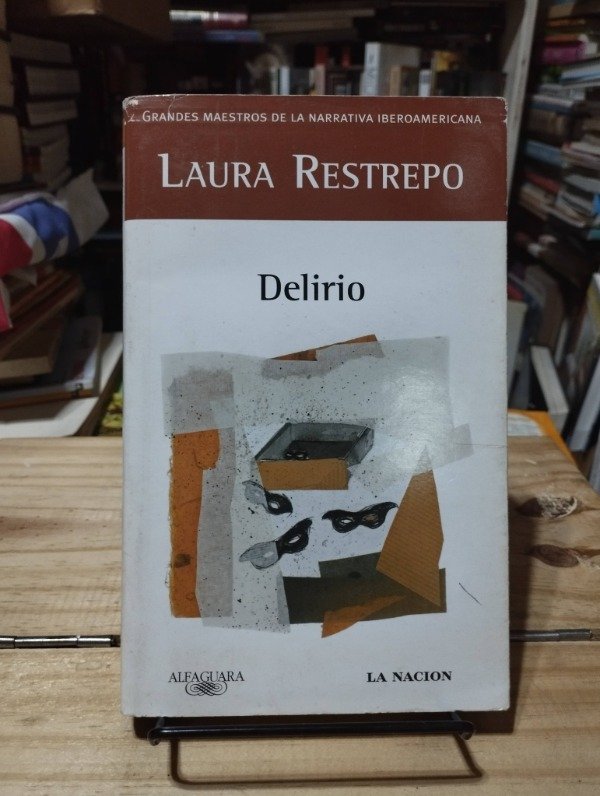 GRANDES MAESTROS DE LA NARRATIVA IBEROAMERICANA
LAURA RESTREPO
Delirio
ALFAGUARA
LA NACION